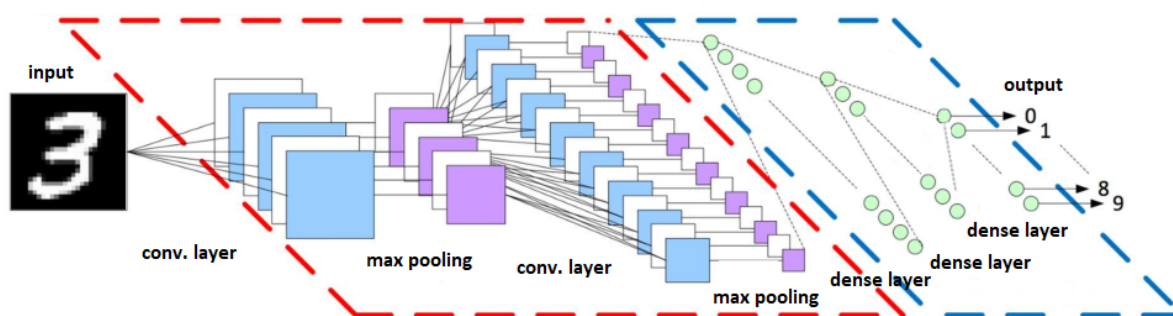 input
3
conv. layer
max pooling
conv. layer
max pooling
dense layer
dense layer
dense layer
output
0
1
8
9